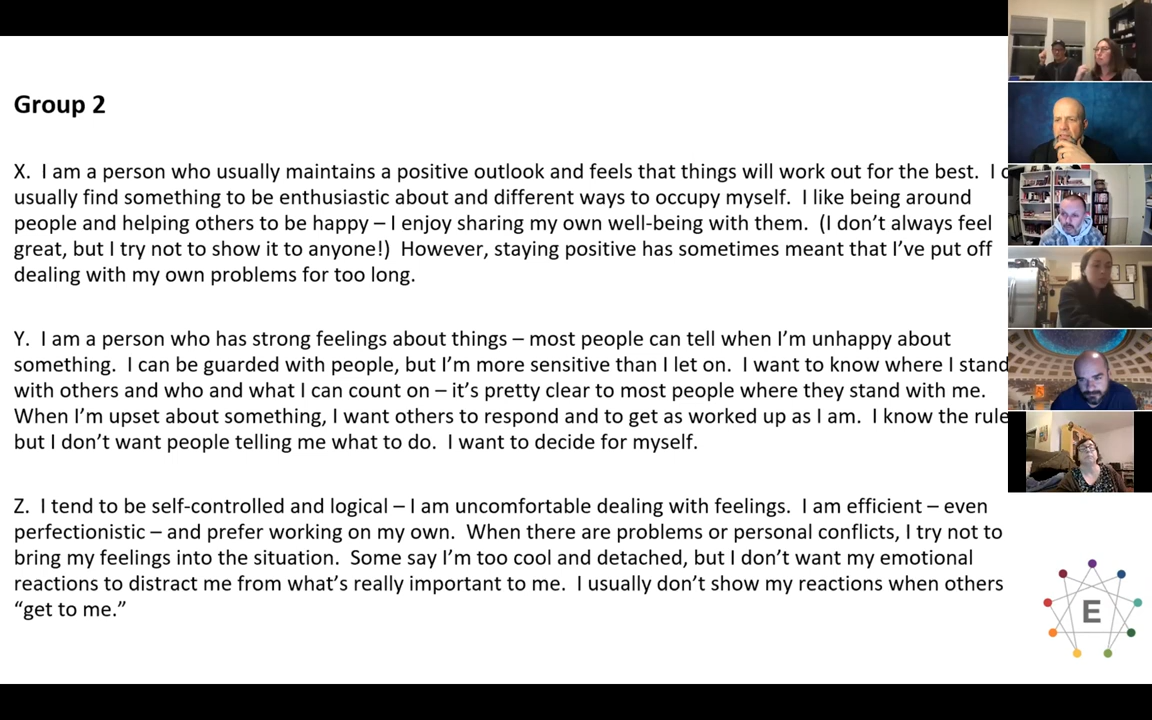 Group 2
X. I am a person who usually maintains a positive outlook and feels that things will work out for the best. I
usually find something to be enthusiastic about and different ways to occupy myself. I like being around
people and helping others to be happy – I enjoy sharing my own well-being with them. (I don't always feel
great, but I try not to show it to anyone!) However, staying positive has sometimes meant that I've put off
dealing with my own problems for too long.
Y. I am a person who has strong feelings about things – most people can tell when I'm unhappy about
something. I can be guarded with people, but I'm more sensitive than I let on. I want to know where I stand
with others and who and what I can count on – it's pretty clear to most people where they stand with me.
When I'm upset about something, I want others to respond and to get as worked up as I am. I know the rule
but I don't want people telling me what to do. I want to decide for myself.
Z. I tend to be self-controlled and logical – I am uncomfortable dealing with feelings. I am efficient – even
perfectionistic – and prefer working on my own. When there are problems or personal conflicts, I try not to
bring my feelings into the situation. Some say I'm too cool and detached, but I don't want my emotional
reactions to distract me from what's really important to me. I usually don't show my reactions when others
“get to me.”
E